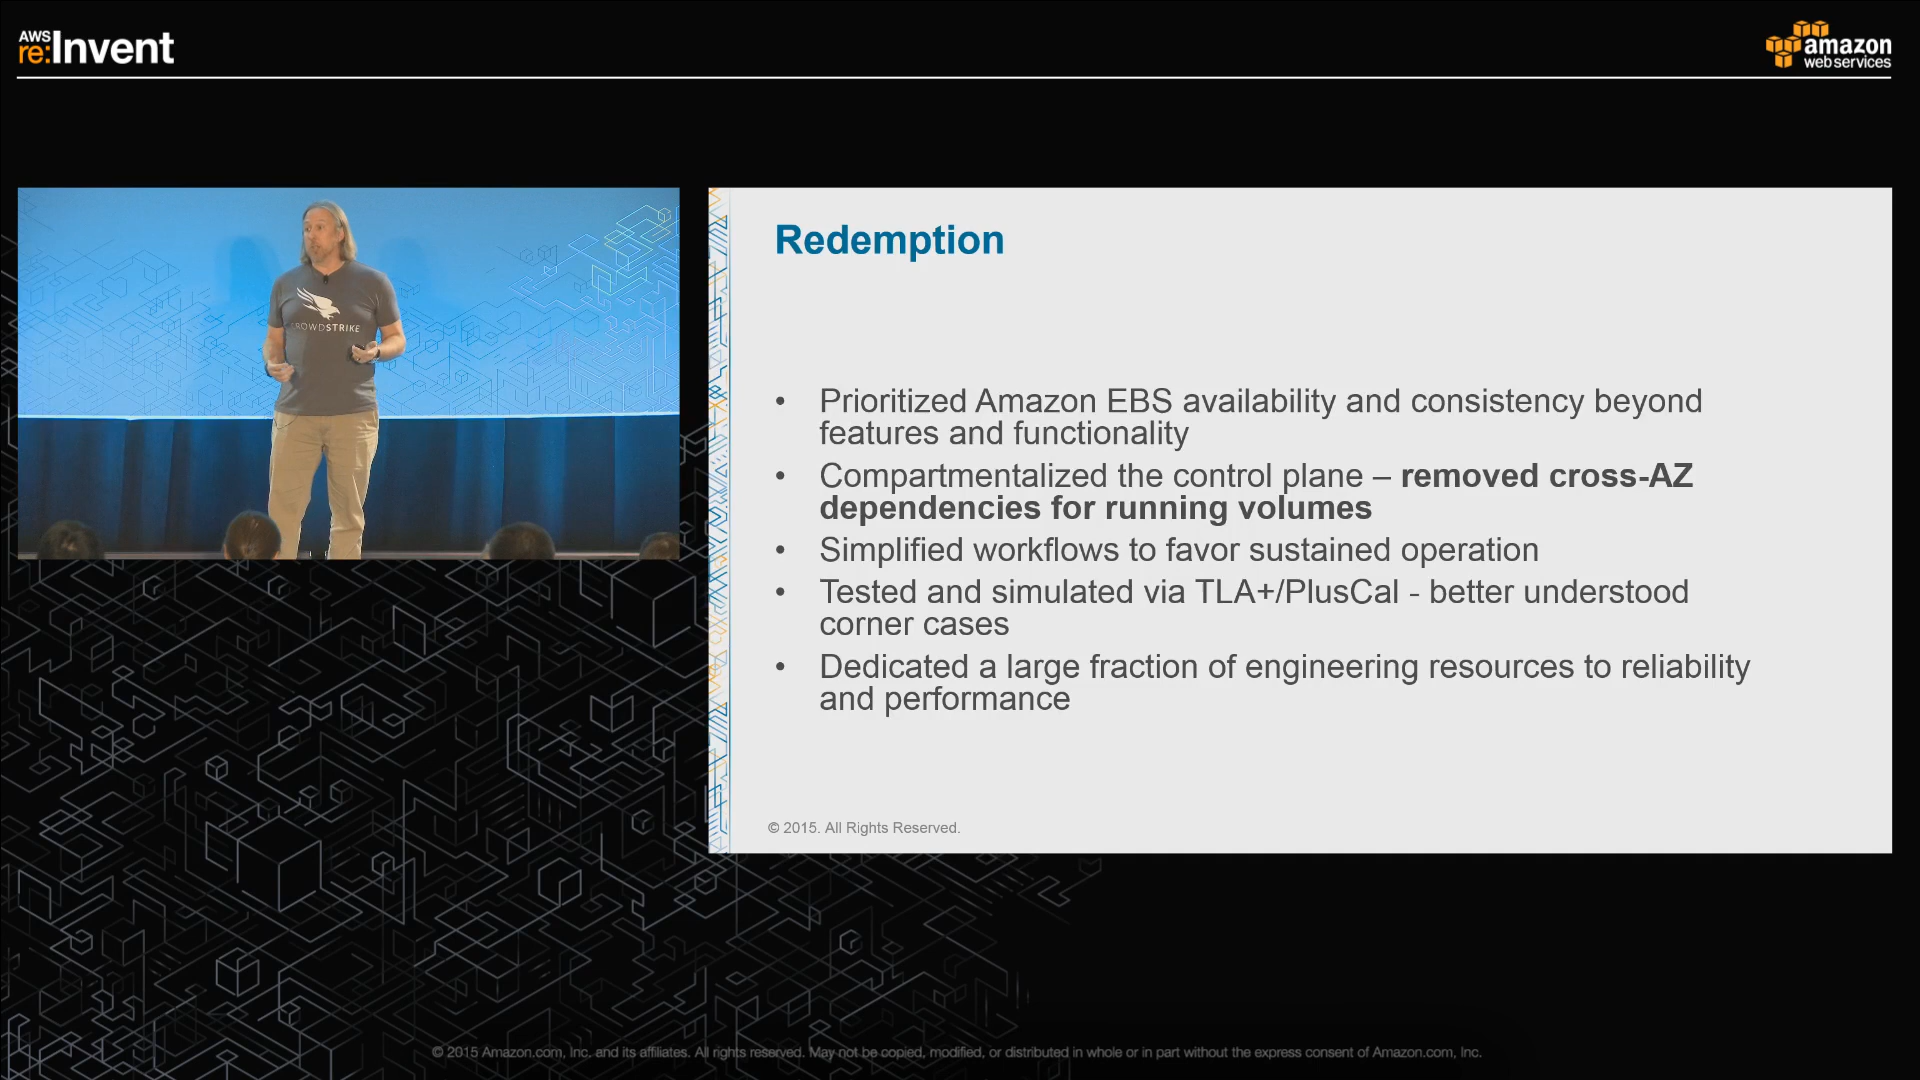 AWS
re:Invent
amazon
web services
CROWDSTRIKE
Redemption
• Prioritized Amazon EBS availability and consistency beyond
features and functionality
• Compartmentalized the control plane – removed cross-AZ
dependencies for running volumes
• Simplified workflows to favor sustained operation
• Tested and simulated via TLA+/PlusCal - better understood
corner cases
• Dedicated a large fraction of engineering resources to reliability
and performance
© 2015. All Rights Reserved.
© 2015 Amazon.com, Inc. and its affiliates. All rights reserved. May not be copied, modified, or distributed in whole or in part without the express consent of Amazon.com, Inc.